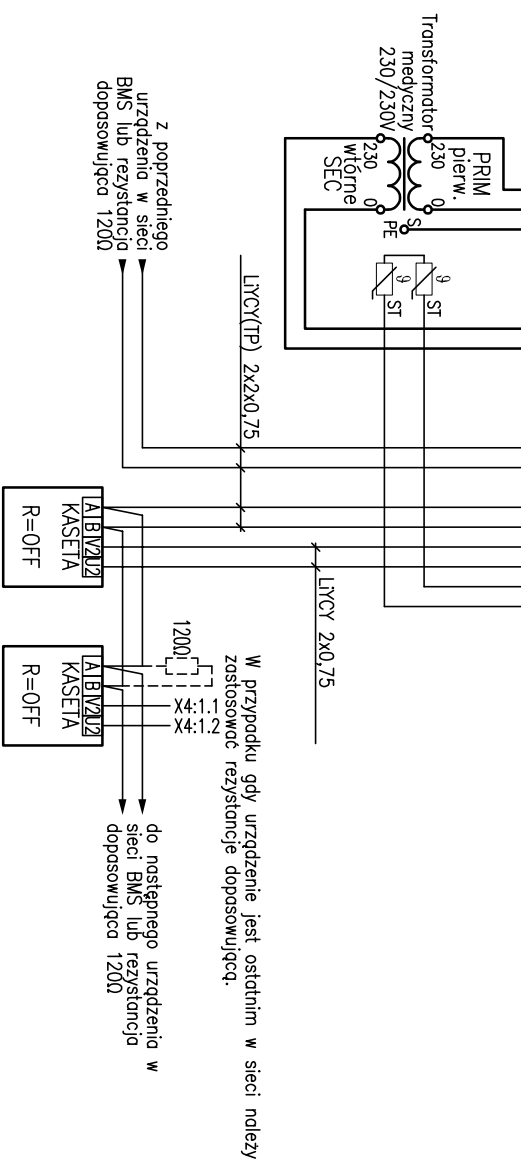 Transformator
medyczny
230/230V
PRIM
pierw.
230
0
230
0
wtórne
SEC
S
PE
ϑ
ST
ϑ
ST
z poprzedniego
urządzenia w sieci
BMS lub rezystancja
dopasowująca 120Ω
LiYCY(TP) 2x2x0,75
LiYCY 2x0,75
A B V2 U2
KASETA
R=OFF
W przypadku gdy urządzenie jest ostatnim w sieci należy
zastosować rezystancje dopasowującą.
120Ω
X4:1.1
X4:1.2
A B V2 U2
KASETA
R=OFF
do następnego urządzenia w
sieci BMS lub rezystancja
dopasowująca 120Ω